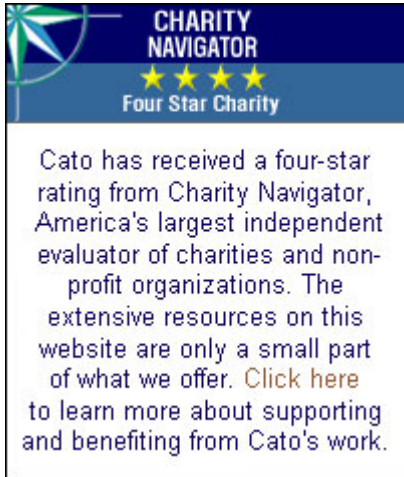 CHARITY
NAVIGATOR
Four Star Charity
Cato has received a four-star
rating from Charity Navigator,
America's largest independent
evaluator of charities and non-
profit organizations. The
extensive resources on this
website are only a small part
of what we offer. Click here
to learn more about supporting
and benefiting from Cato's work.